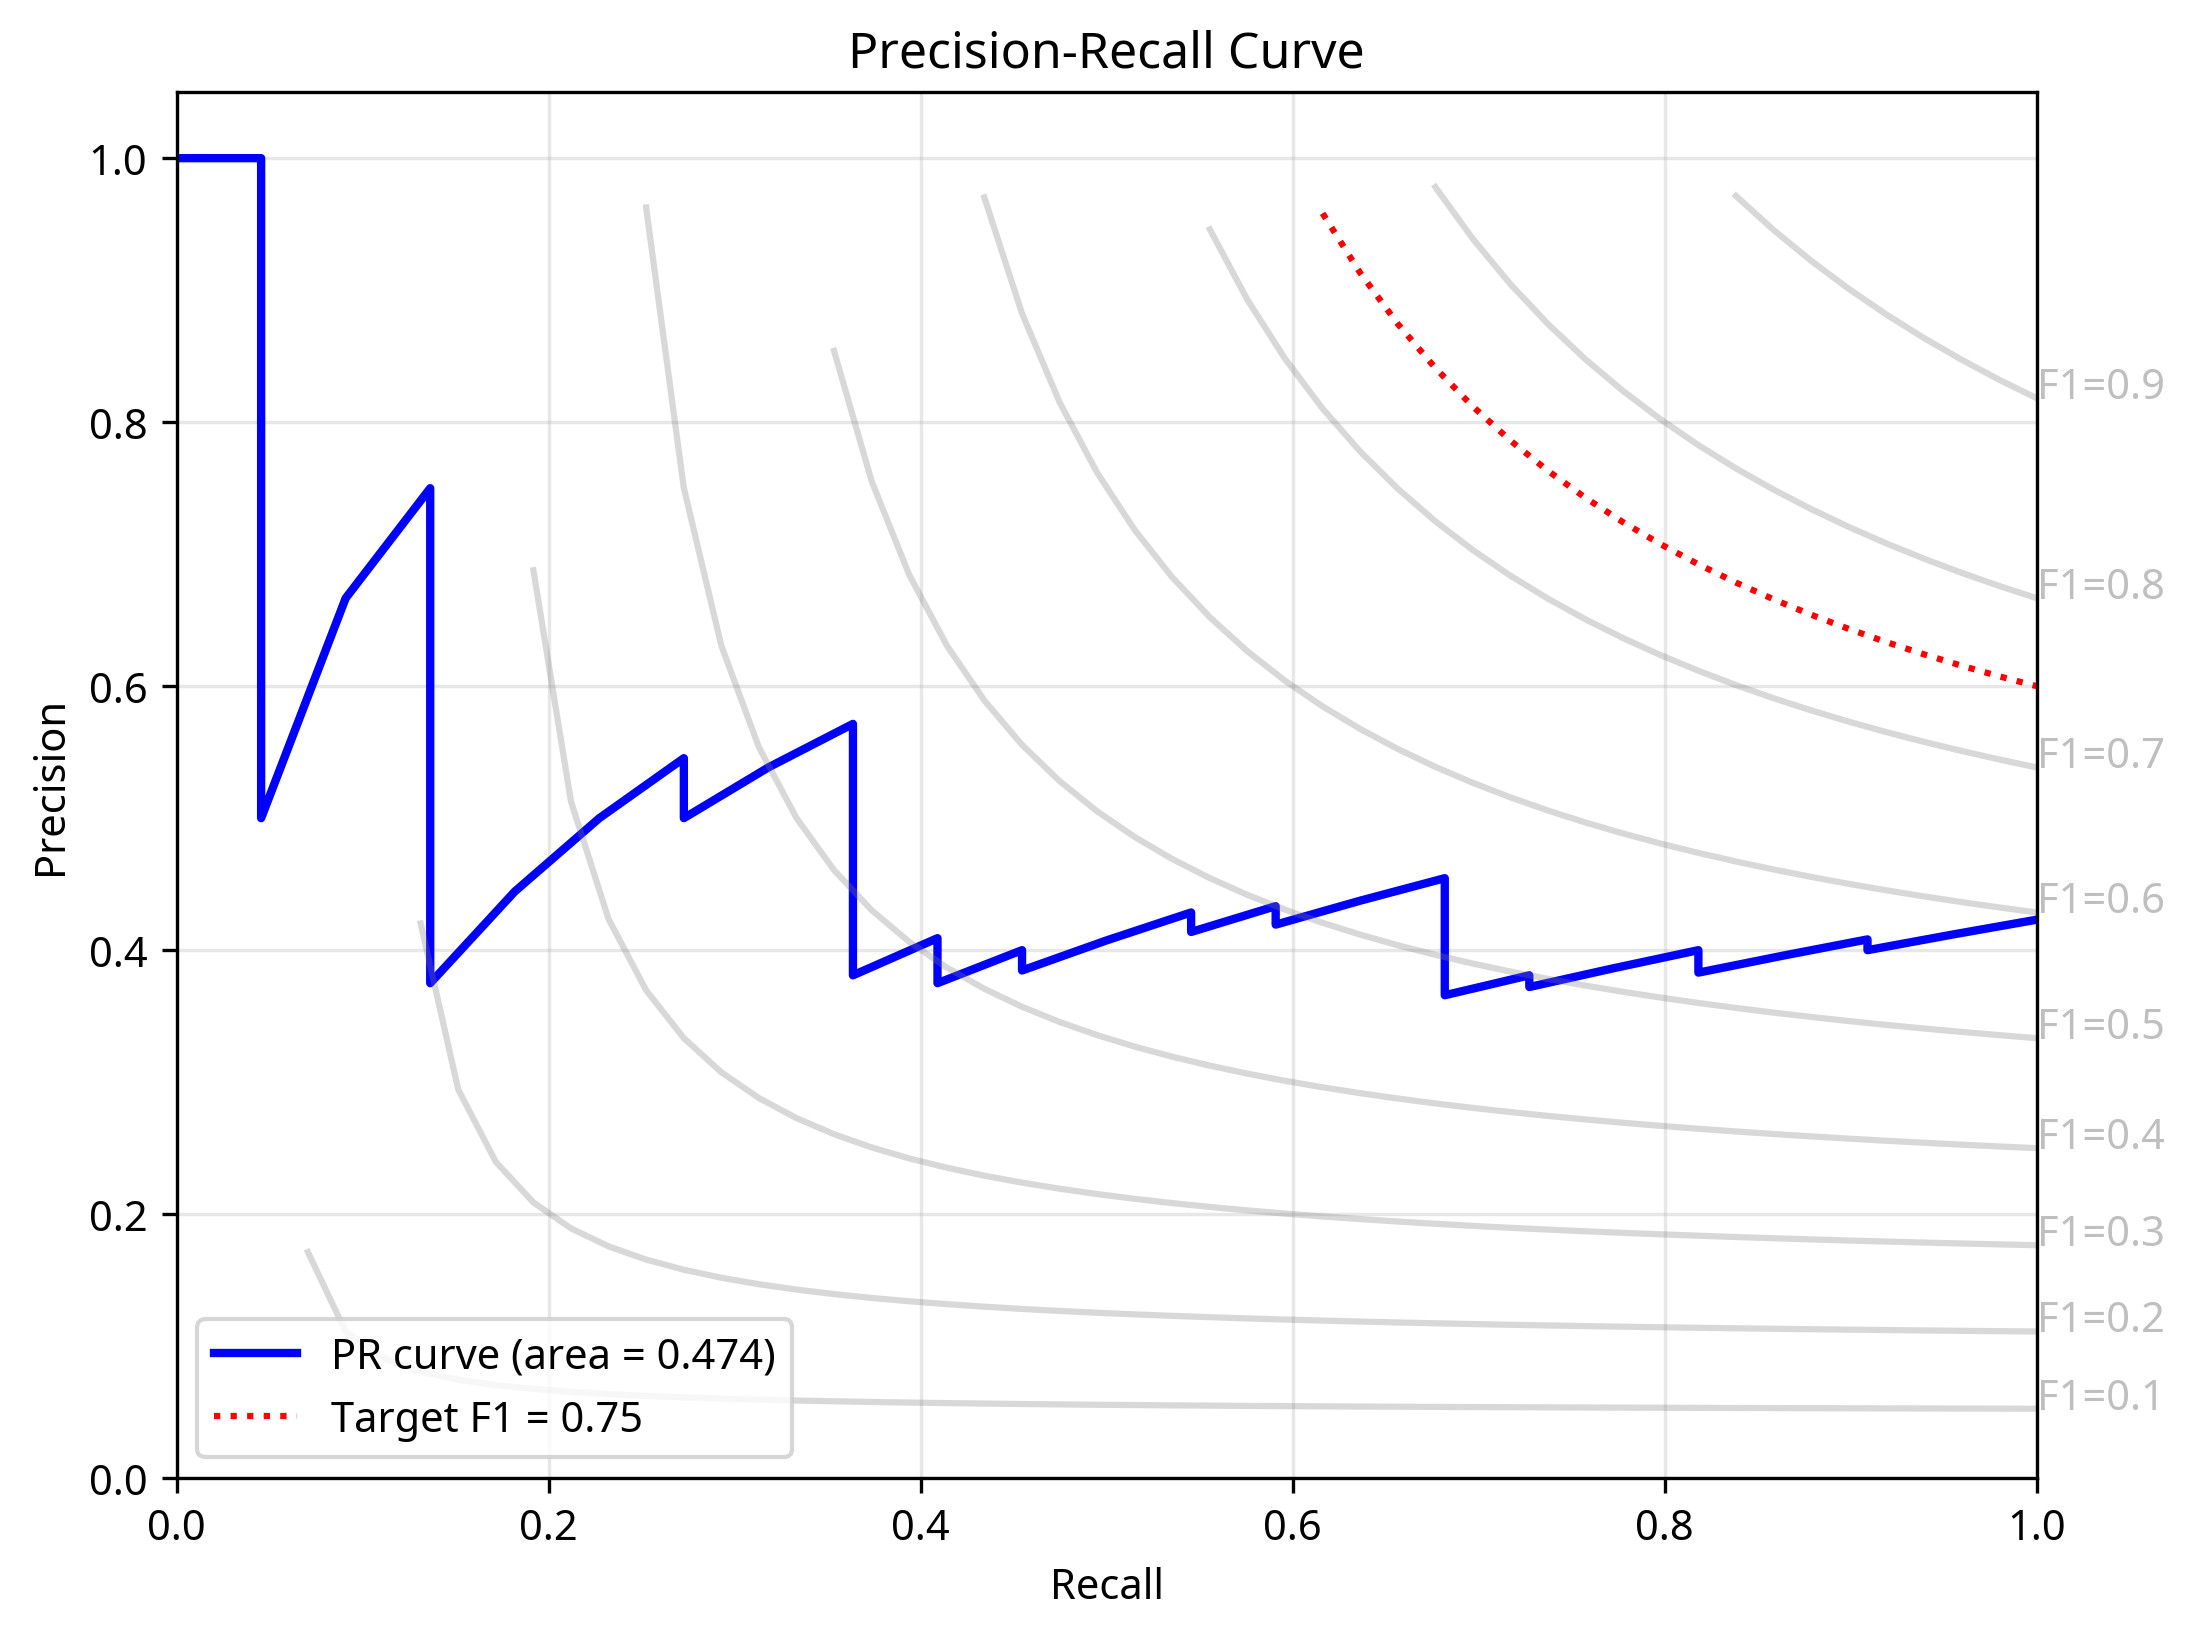 Precision-Recall Curve
Precision
1.0
0.8
0.6
0.4
0.2
0.0
F1=0.9
F1=0.8
F1=0.7
F1=0.6
F1=0.5
F1=0.4
F1=0.3
F1=0.2
F1=0.1
PR curve (area = 0.474)
Target F1 = 0.75
0.0 0.2 0.4 0.6 0.8 1.0
Recall